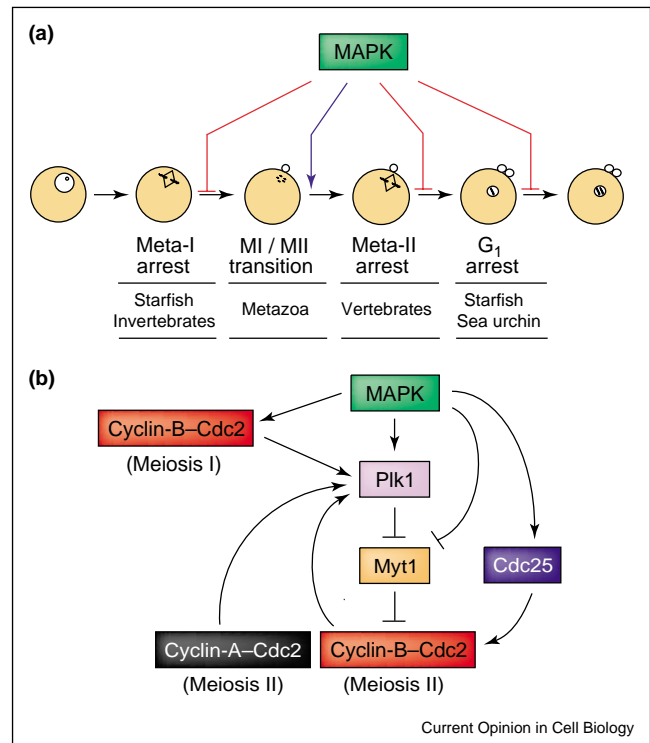 (a)
MAPK
Meta-I arrest
MI / MII transition
Meta-II arrest
G₁ arrest
Starfish Invertebrates
Metazoa
Vertebrates
Starfish Sea urchin
(b)
MAPK
Cyclin-B–Cdc2
(Meiosis I)
Plk1
Myt1
Cdc25
Cyclin-A–Cdc2
(Meiosis II)
Cyclin-B–Cdc2
(Meiosis II)
Current Opinion in Cell Biology